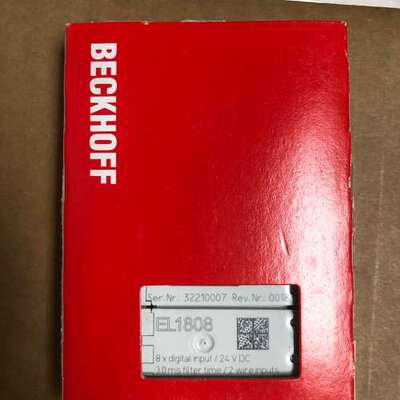 BECKHOFF
Ser. Nr.: 32210007 Rev. Nr.: 0018
EL1808
8 x digital input / 24 V DC
3.0 ms filter time / 2 wire inputs